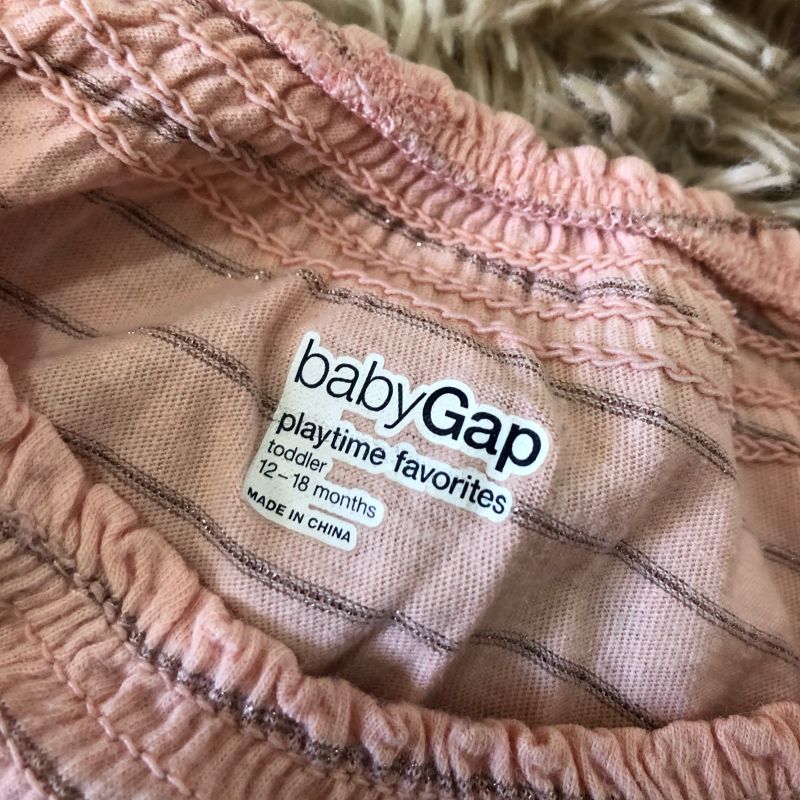 babyGap
playtime favorites
toddler
12–18 months
MADE IN CHINA